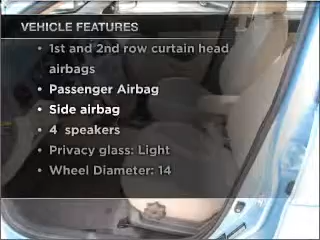 VEHICLE FEATURES
• 1st and 2nd row curtain head
airbags
• Passenger Airbag
• Side airbag
• 4 speakers
• Privacy glass: Light
• Wheel Diameter: 14